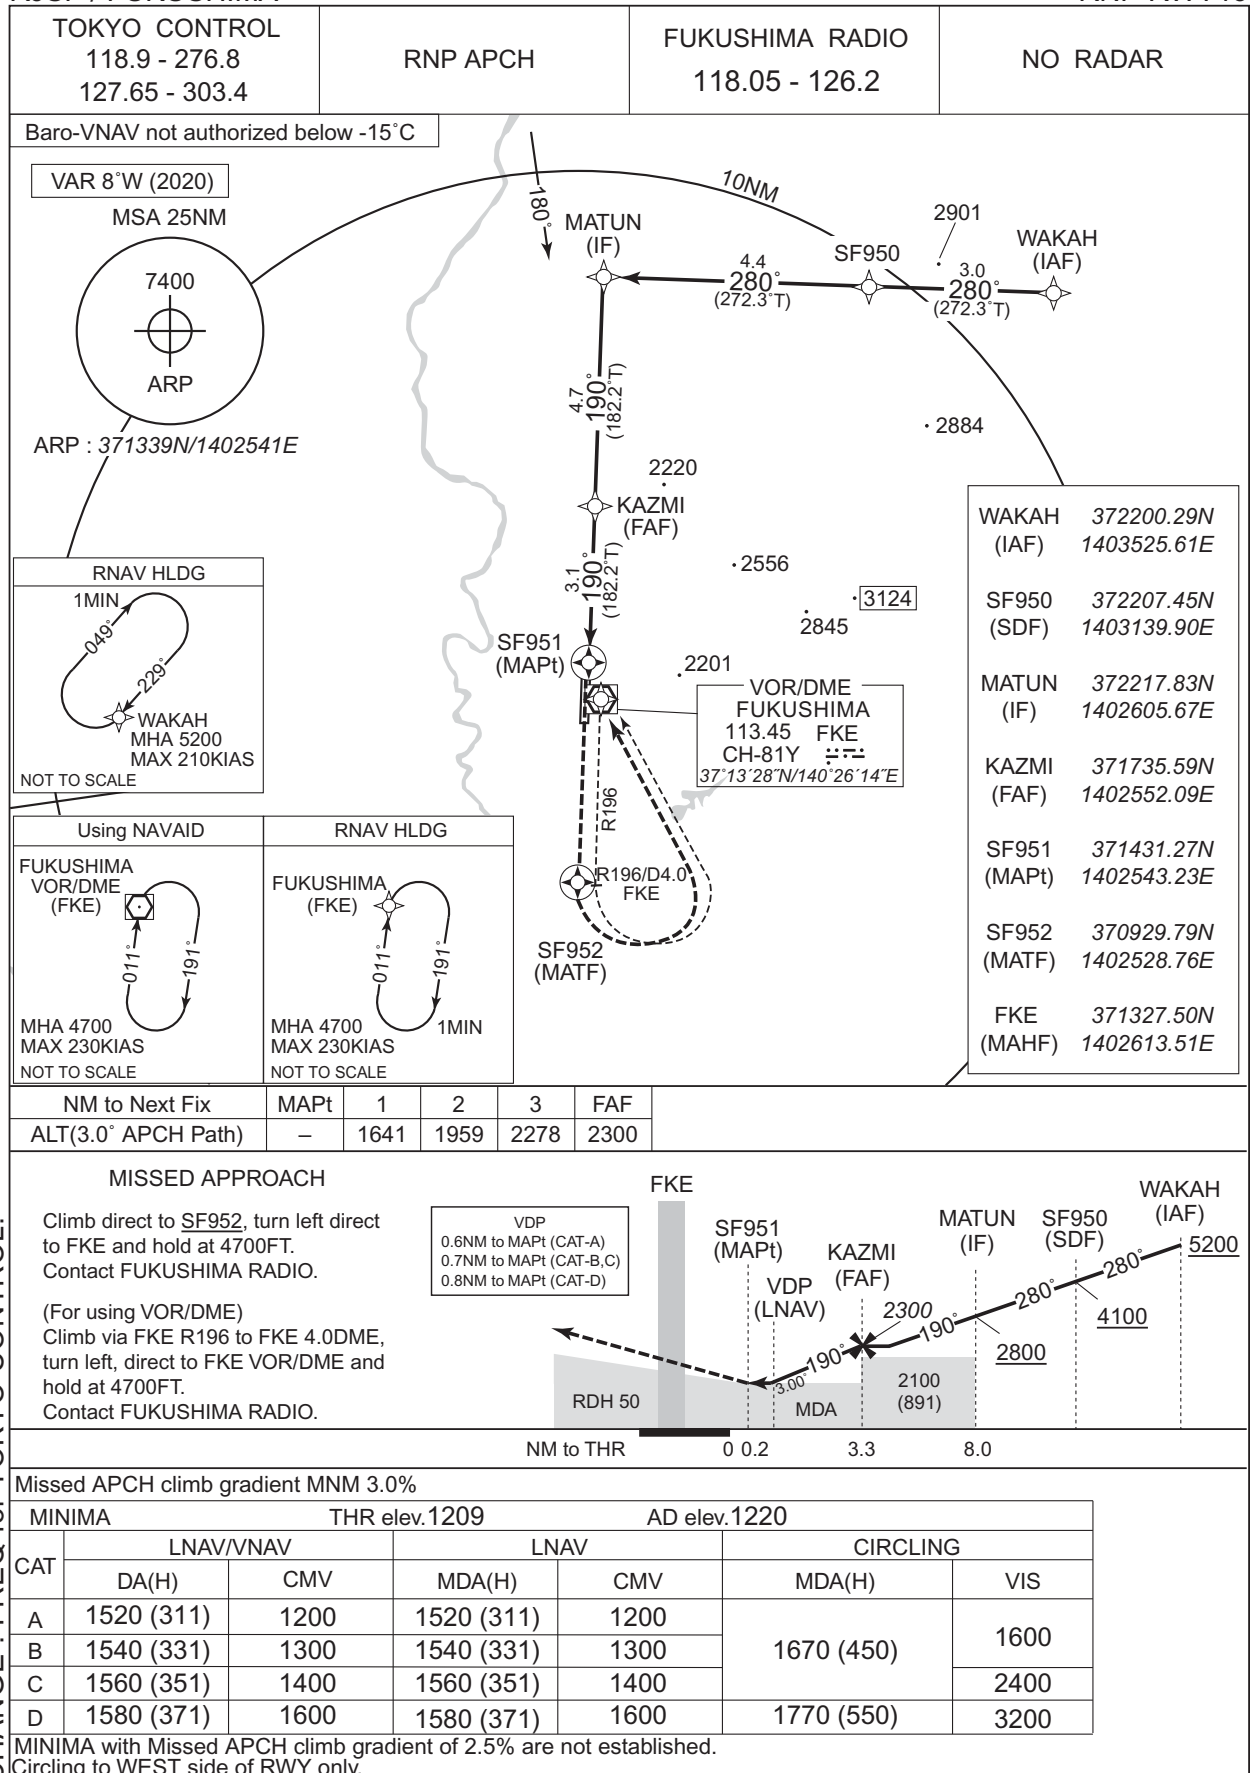 TOKYO CONTROL
118.9 - 276.8
127.65 - 303.4
RNP APCH
FUKUSHIMA RADIO
118.05 - 126.2
NO RADAR
Baro-VNAV not authorized below -15˚C
VAR 8˚W (2020)
MSA 25NM
7400
ARP
ARP : 371339N/1402541E
180˚
10NM
MATUN
(IF)
4.4
280˚
(272.3˚T)
SF950
2901
3.0
280˚
(272.3˚T)
WAKAH
(IAF)
4.7
190˚
(182.2˚T)
2884
2220
KAZMI
(FAF)
3.1
190˚
(182.2˚T)
2556
3124
2845
SF951
(MAPt)
2201
VOR/DME
FUKUSHIMA
113.45 FKE
CH-81Y
37˚13´28˝N/140˚26´14˝E
R196
R196/D4.0
FKE
SF952
(MATF)
WAKAH 372200.29N
(IAF) 1403525.61E
SF950 372207.45N
(SDF) 1403139.90E
MATUN 372217.83N
(IF) 1402605.67E
KAZMI 371735.59N
(FAF) 1402552.09E
SF951 371431.27N
(MAPt) 1402543.23E
SF952 370929.79N
(MATF) 1402528.76E
FKE 371327.50N
(MAHF) 1402613.51E
RNAV HLDG
1MIN
049˚
229˚
WAKAH
MHA 5200
MAX 210KIAS
NOT TO SCALE
Using NAVAID
FUKUSHIMA
VOR/DME
(FKE)
011˚
191˚
MHA 4700
MAX 230KIAS
NOT TO SCALE
RNAV HLDG
FUKUSHIMA
(FKE)
011˚
191˚
MHA 4700
1MIN
MAX 230KIAS
NOT TO SCALE
NM to Next Fix MAPt 1 2 3 FAF
ALT(3.0˚ APCH Path) – 1641 1959 2278 2300
MISSED APPROACH
Climb direct to SF952, turn left direct
to FKE and hold at 4700FT.
Contact FUKUSHIMA RADIO.
(For using VOR/DME)
Climb via FKE R196 to FKE 4.0DME,
turn left, direct to FKE VOR/DME and
hold at 4700FT.
Contact FUKUSHIMA RADIO.
VDP
0.6NM to MAPt (CAT-A)
0.7NM to MAPt (CAT-B,C)
0.8NM to MAPt (CAT-D)
FKE
SF951
(MAPt)
VDP
(LNAV)
KAZMI
(FAF)
MATUN
(IF)
SF950
(SDF)
WAKAH
(IAF)
5200
280˚
4100
280˚
2800
190˚
2300
190˚
3.00˚
RDH 50
MDA
2100
(891)
NM to THR 0 0.2 3.3 8.0
Missed APCH climb gradient MNM 3.0%
MINIMA THR elev.1209 AD elev.1220
CAT LNAV/VNAV LNAV CIRCLING
DA(H) CMV MDA(H) CMV MDA(H) VIS
A 1520 (311) 1200 1520 (311) 1200
B 1540 (331) 1300 1540 (331) 1300 1670 (450) 1600
C 1560 (351) 1400 1560 (351) 1400 2400
D 1580 (371) 1600 1580 (371) 1600 1770 (550) 3200
MINIMA with Missed APCH climb gradient of 2.5% are not established.
Circling to WEST side of RWY only.